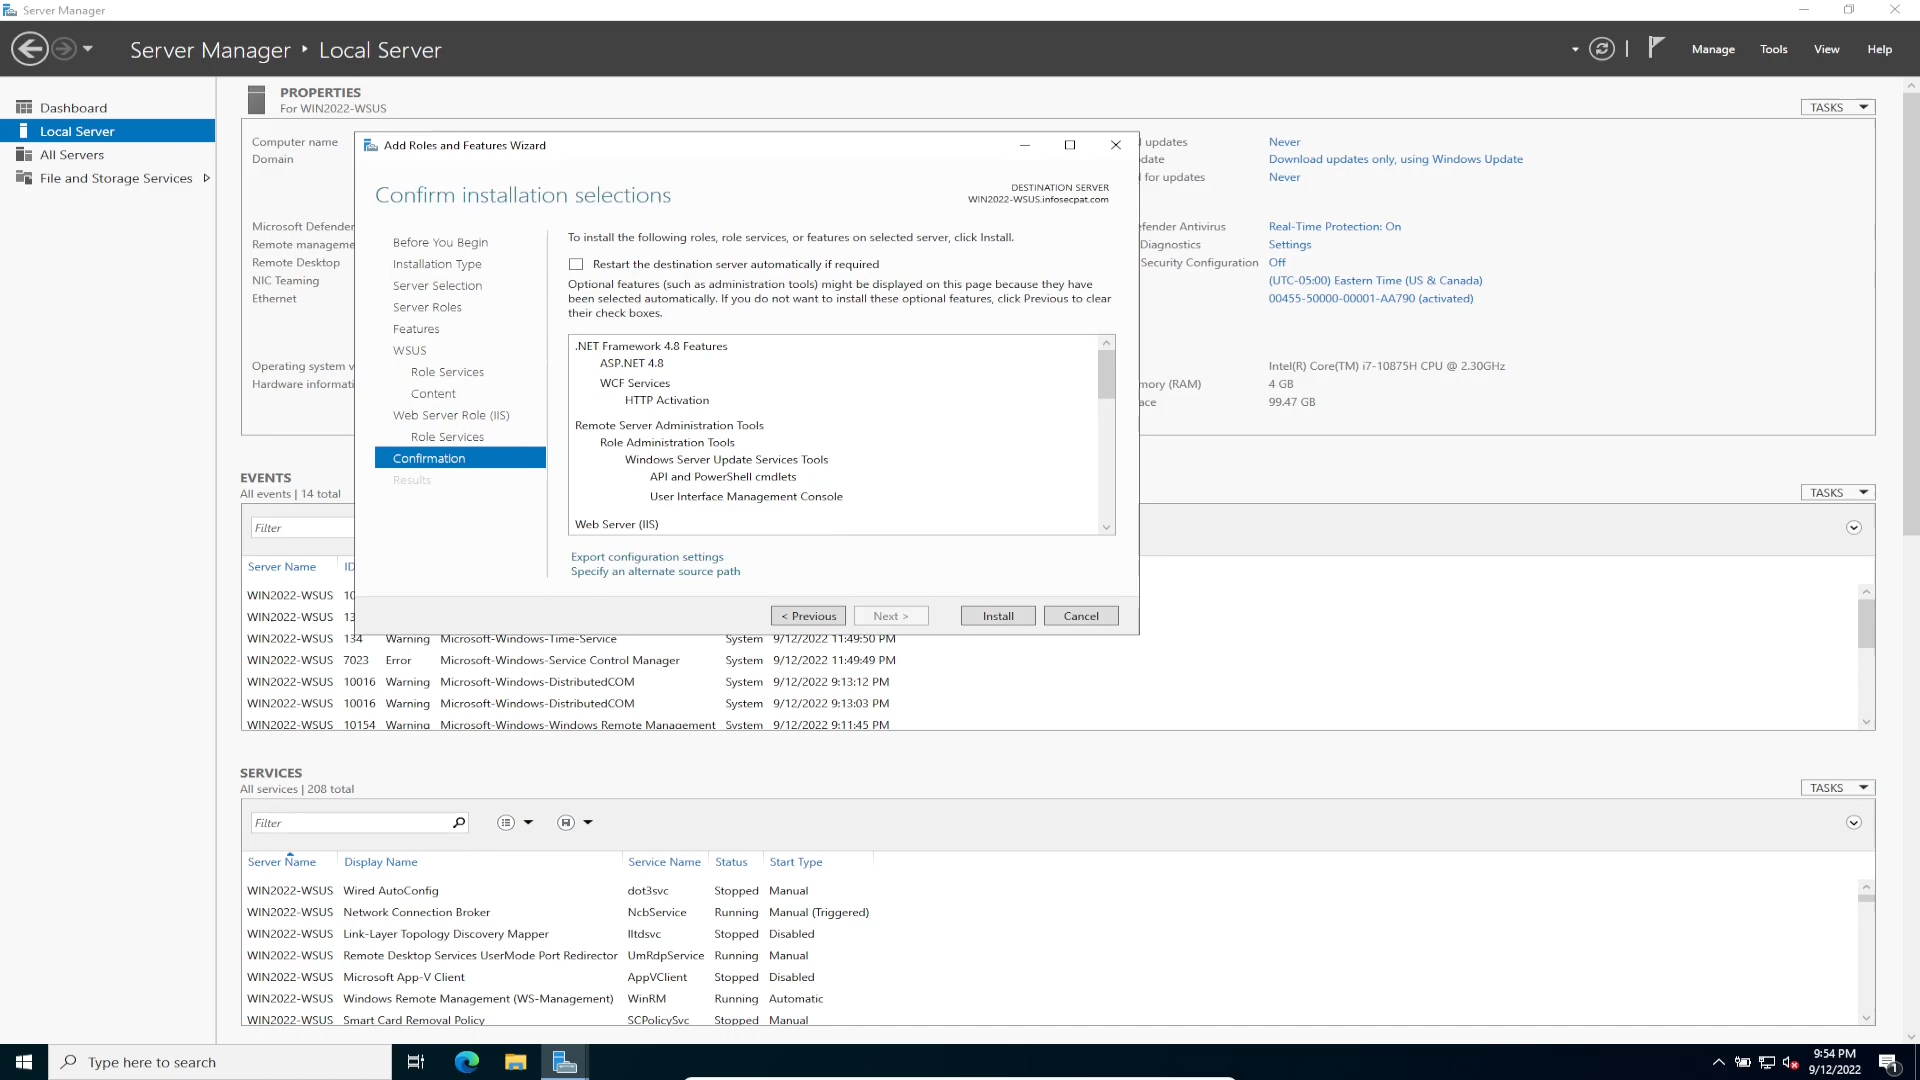 Server Manager
Server Manager ‣ Local Server
Manage Tools View Help
Dashboard
Local Server
All Servers
File and Storage Services
PROPERTIES
For WIN2022-WSUS
TASKS
Computer name
Domain
Microsoft Defender
Remote manageme
Remote Desktop
NIC Teaming
Ethernet
Operating system v
Hardware informati
updates Never
date Download updates only, using Windows Update
for updates Never
efender Antivirus Real-Time Protection: On
Diagnostics Settings
Security Configuration Off
(UTC-05:00) Eastern Time (US & Canada)
00455-50000-00001-AA790 (activated)
Intel(R) Core(TM) i7-10875H CPU @ 2.30GHz
mory (RAM) 4 GB
ace 99.47 GB
Add Roles and Features Wizard
Confirm installation selections
DESTINATION SERVER
WIN2022-WSUS.infosecpat.com
Before You Begin
Installation Type
Server Selection
Server Roles
Features
WSUS
Role Services
Content
Web Server Role (IIS)
Role Services
Confirmation
Results
To install the following roles, role services, or features on selected server, click Install.
Restart the destination server automatically if required
Optional features (such as administration tools) might be displayed on this page because they have
been selected automatically. If you do not want to install these optional features, click Previous to clear
their check boxes.
.NET Framework 4.8 Features
ASP.NET 4.8
WCF Services
HTTP Activation
Remote Server Administration Tools
Role Administration Tools
Windows Server Update Services Tools
API and PowerShell cmdlets
User Interface Management Console
Web Server (IIS)
Export configuration settings
Specify an alternate source path
< Previous Next > Install Cancel
EVENTS
All events | 14 total
TASKS
Filter
Server Name ID
WIN2022-WSUS 10
WIN2022-WSUS 13
WIN2022-WSUS 134 Warning Microsoft-Windows-Time-Service System 9/12/2022 11:49:50 PM
WIN2022-WSUS 7023 Error Microsoft-Windows-Service Control Manager System 9/12/2022 11:49:49 PM
WIN2022-WSUS 10016 Warning Microsoft-Windows-DistributedCOM System 9/12/2022 9:13:12 PM
WIN2022-WSUS 10016 Warning Microsoft-Windows-DistributedCOM System 9/12/2022 9:13:03 PM
WIN2022-WSUS 10154 Warning Microsoft-Windows-Windows Remote Management System 9/12/2022 9:11:45 PM
SERVICES
All services | 208 total
TASKS
Filter
Server Name Display Name Service Name Status Start Type
WIN2022-WSUS Wired AutoConfig dot3svc Stopped Manual
WIN2022-WSUS Network Connection Broker NcbService Running Manual (Triggered)
WIN2022-WSUS Link-Layer Topology Discovery Mapper lltdsvc Stopped Disabled
WIN2022-WSUS Remote Desktop Services UserMode Port Redirector UmRdpService Running Manual
WIN2022-WSUS Microsoft App-V Client AppVClient Stopped Disabled
WIN2022-WSUS Windows Remote Management (WS-Management) WinRM Running Automatic
WIN2022-WSUS Smart Card Removal Policy SCPolicySvc Stopped Manual
Type here to search
9:54 PM
9/12/2022
1